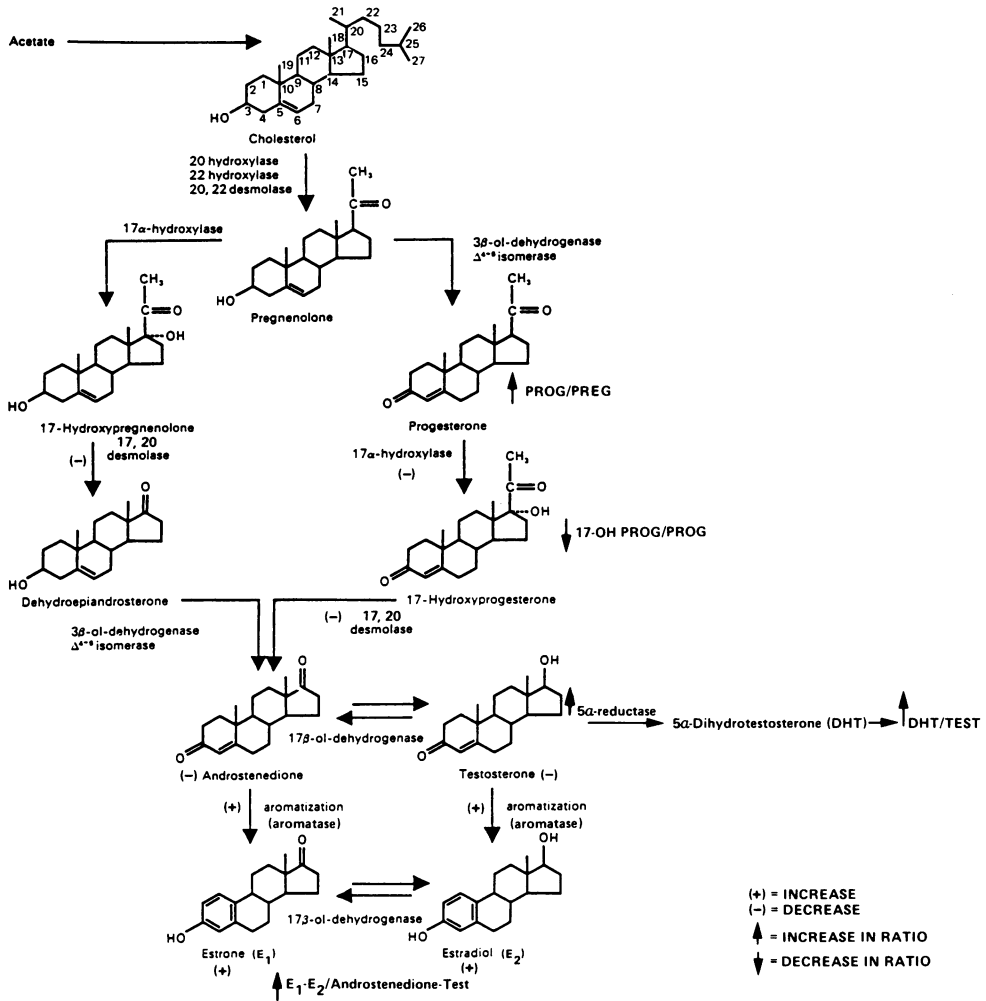 Acetate
21
22
20
23
18
26
24
25
17
12
11
19
13
16
27
14
15
1
9
2
10
8
3
5
7
4
6
HO
Cholesterol
20 hydroxylase
22 hydroxylase
20, 22 desmolase
CH₃
C=O
17α-hydroxylase
3β-ol-dehydrogenase
Δ⁴⁻⁵ isomerase
HO
Pregnenolone
CH₃
C=O
OH
HO
17-Hydroxypregnenolone
CH₃
C=O
O
PROG/PREG
Progesterone
(-)
17, 20
desmolase
17α-hydroxylase
(-)
CH₃
C=O
OH
O
17-OH PROG/PROG
O
HO
Dehydroepiandrosterone
17-Hydroxyprogesterone
3β-ol-dehydrogenase
Δ⁴⁻⁵ isomerase
(-) 17, 20
desmolase
O
O
OH
O
17β-ol-dehydrogenase
5α-reductase
5α-Dihydrotestosterone (DHT)
DHT/TEST
(-) Androstenedione
Testosterone (-)
(+) aromatization
(aromatase)
(+) aromatization
(aromatase)
O
HO
OH
HO
17β-ol-dehydrogenase
Estrone (E₁)
(+)
Estradiol (E₂)
(+)
E₁-E₂/Androstenedione-Test
(+) = INCREASE
(-) = DECREASE
= INCREASE IN RATIO
= DECREASE IN RATIO